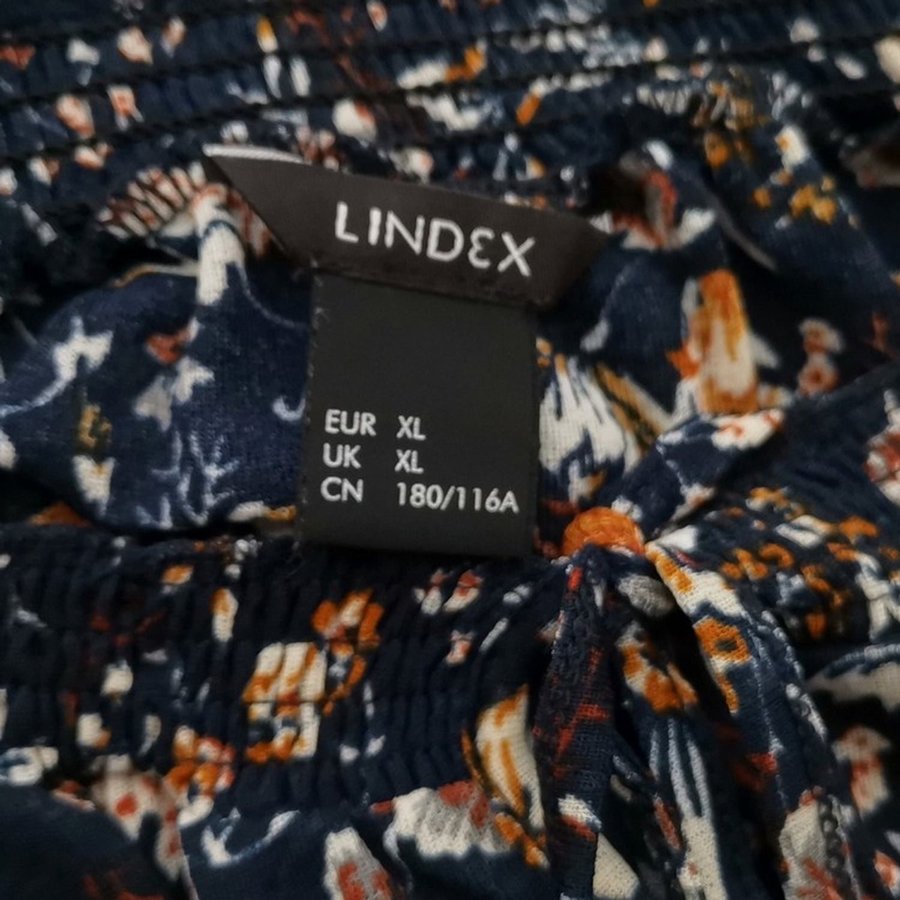 LINDEX
EUR XL
UK XL
CN 180/116A